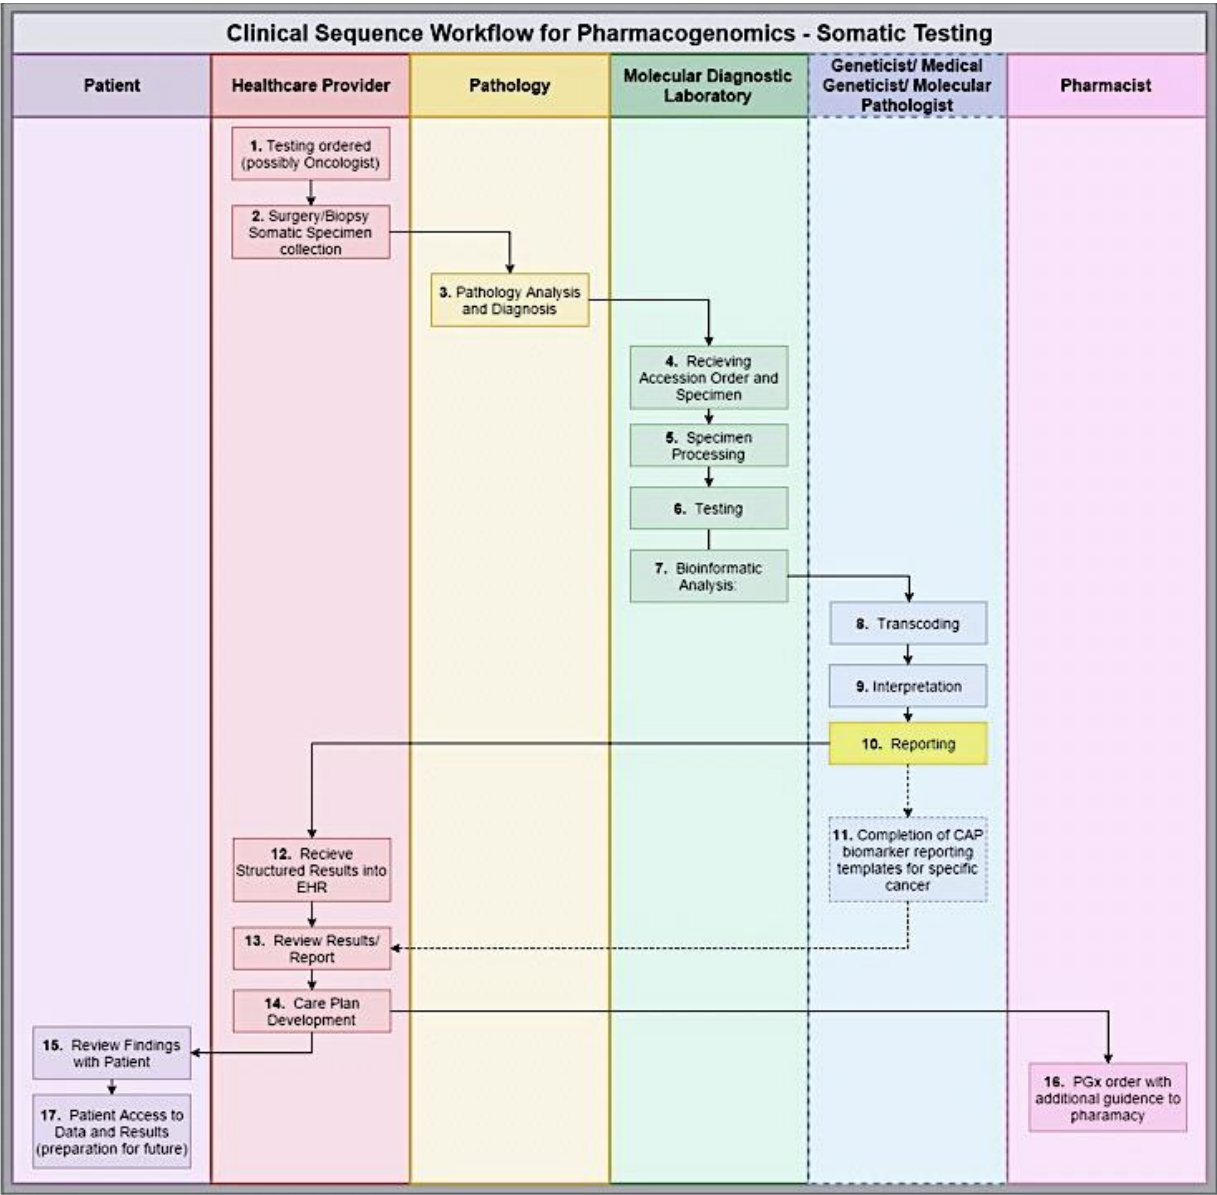 Clinical Sequence Workflow for Pharmacogenomics - Somatic Testing
Patient
Healthcare Provider
Pathology
Molecular Diagnostic
Laboratory
Geneticist/ Medical
Geneticist/ Molecular
Pathologist
Pharmacist
1. Testing ordered
(possibly Oncologist)
2. Surgery/Biopsy
Somatic Specimen
collection
3. Pathology Analysis
and Diagnosis
4. Recieving
Accession Order and
Specimen
5. Specimen
Processing
6. Testing
7. Bioinformatic
Analysis:
8. Transcoding
9. Interpretation
10. Reporting
11. Completion of CAP
biomarker reporting
templates for specific
cancer
12. Recieve
Structured Results into
EHR
13. Review Results/
Report
14. Care Plan
Development
15. Review Findings
with Patient
16. PGx order with
additional guidence to
pharamacy
17. Patient Access to
Data and Results
(preparation for future)